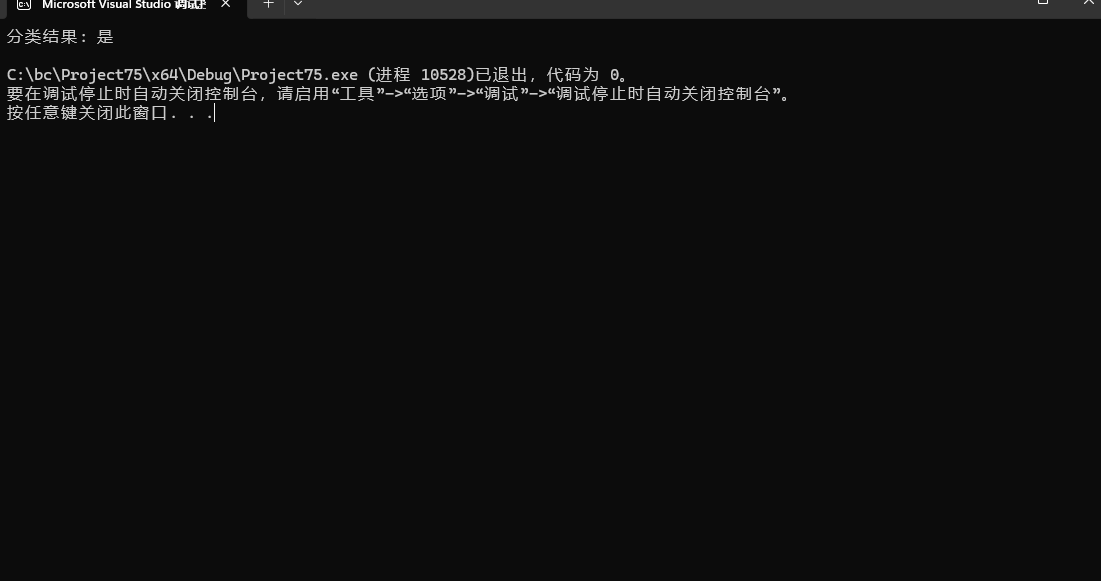 Microsoft Visual Studio 调试
分类结果：是
C:\bc\Project75\x64\Debug\Project75.exe (进程 10528)已退出，代码为 0。
要在调试停止时自动关闭控制台，请启用“工具”->“选项”->“调试”->“调试停止时自动关闭控制台”。
按任意键关闭此窗口. . .